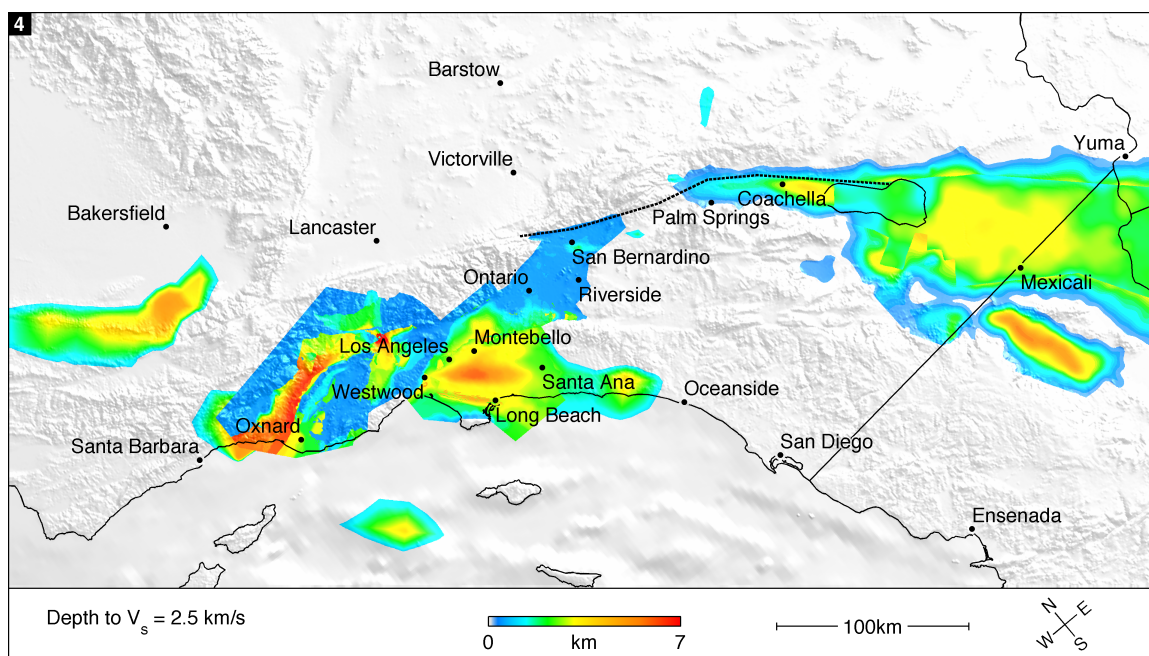 4
Barstow
Yuma
Victorville
Coachella
Palm Springs
Bakersfield
Lancaster
San Bernardino
Ontario
Riverside
Mexicali
Montebello
Los Angeles
Santa Ana
Westwood
Oceanside
Long Beach
Oxnard
Santa Barbara
San Diego
Ensenada
Depth to Vs = 2.5 km/s
0 km 7
100km
N E
W S